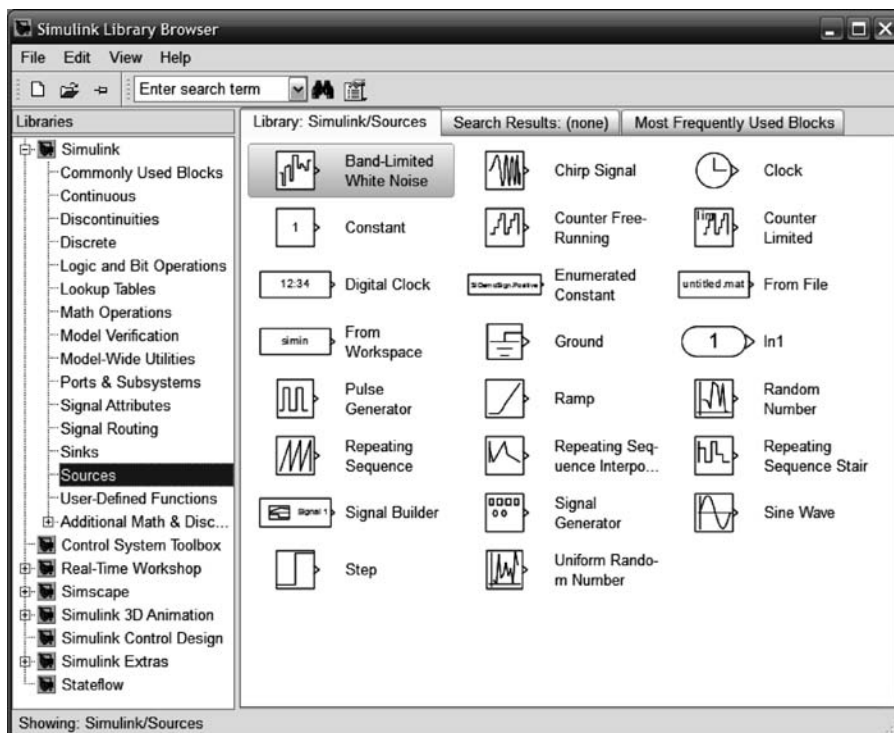 Simulink Library Browser
File Edit View Help
Enter search term
Libraries
Library: Simulink/Sources
Search Results: (none)
Most Frequently Used Blocks
Simulink
Commonly Used Blocks
Continuous
Discontinuities
Discrete
Logic and Bit Operations
Lookup Tables
Math Operations
Model Verification
Model-Wide Utilities
Ports & Subsystems
Signal Attributes
Signal Routing
Sinks
Sources
User-Defined Functions
Additional Math & Disc...
Control System Toolbox
Real-Time Workshop
Simscape
Simulink 3D Animation
Simulink Control Design
Simulink Extras
Stateflow
Band-Limited
White Noise
Chirp Signal
Clock
1
Constant
Counter Free-
Running
lim
Counter
Limited
12:34
Digital Clock
SlDemoSign.Positive
Enumerated
Constant
untitled.mat
From File
simin
From
Workspace
Ground
1
In1
Pulse
Generator
Ramp
Random
Number
Repeating
Sequence
Repeating Seq-
uence Interpo...
Repeating
Sequence Stair
Signal 1
Signal Builder
Signal
Generator
Sine Wave
Step
Uniform Rando-
m Number
Showing: Simulink/Sources